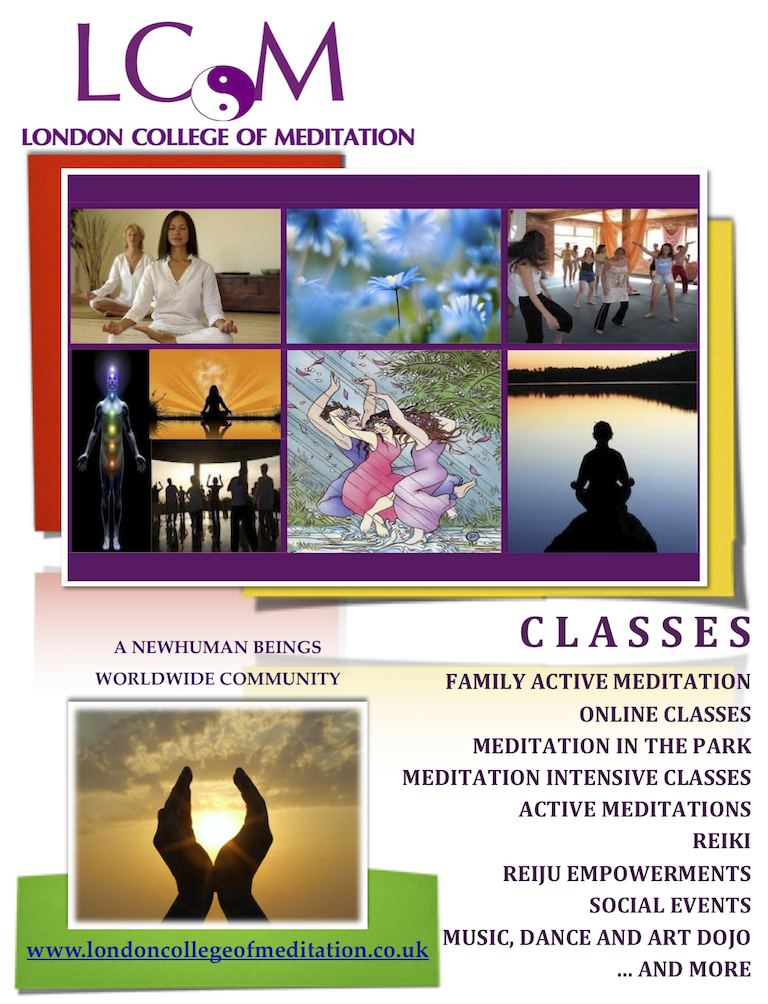 LCM
LONDON COLLEGE OF MEDITATION
A NEWHUMAN BEINGS
WORLDWIDE COMMUNITY
CLASSES
FAMILY ACTIVE MEDITATION
ONLINE CLASSES
MEDITATION IN THE PARK
MEDITATION INTENSIVE CLASSES
ACTIVE MEDITATIONS
REIKI
REIJU EMPOWERMENTS
SOCIAL EVENTS
MUSIC, DANCE AND ART DOJO
... AND MORE
www.londoncollegeofmeditation.co.uk